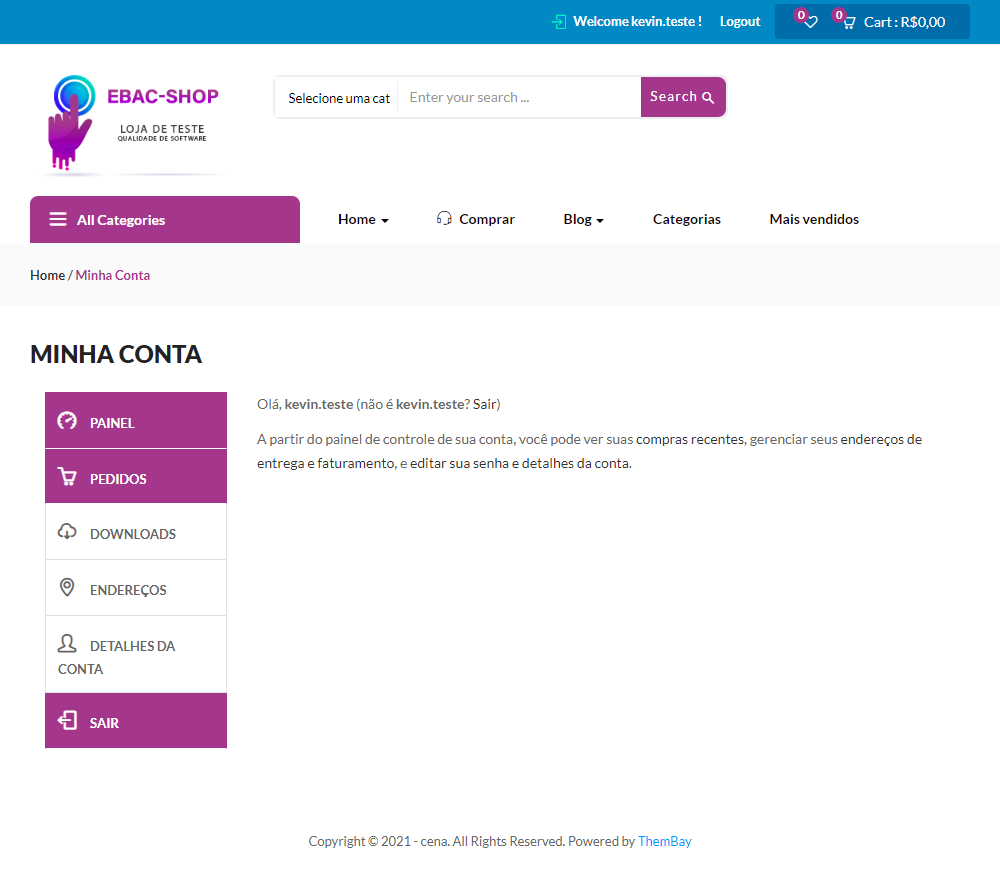 Welcome kevin.teste ! Logout 0 0 Cart : R$0,00
EBAC-SHOP
LOJA DE TESTE
QUALIDADE DE SOFTWARE
Selecione uma cat Enter your search ... Search
All Categories Home Comprar Blog Categorias Mais vendidos
Home / Minha Conta
MINHA CONTA
PAINEL
PEDIDOS
DOWNLOADS
ENDEREÇOS
DETALHES DA
CONTA
SAIR
Olá, kevin.teste (não é kevin.teste? Sair)
A partir do painel de controle de sua conta, você pode ver suas compras recentes, gerenciar seus endereços de
entrega e faturamento, e editar sua senha e detalhes da conta.
Copyright © 2021 - cena. All Rights Reserved. Powered by ThemBay